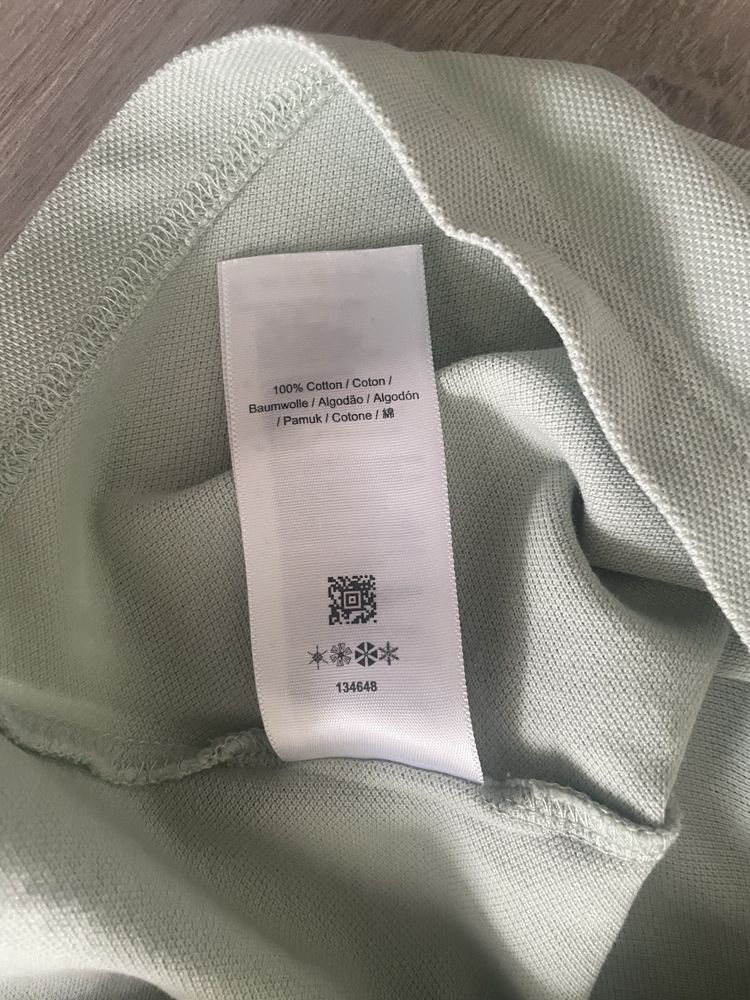 100% Cotton / Coton /
Baumwolle / Algodão / Algodón
/ Pamuk / Cotone / 綿
134648